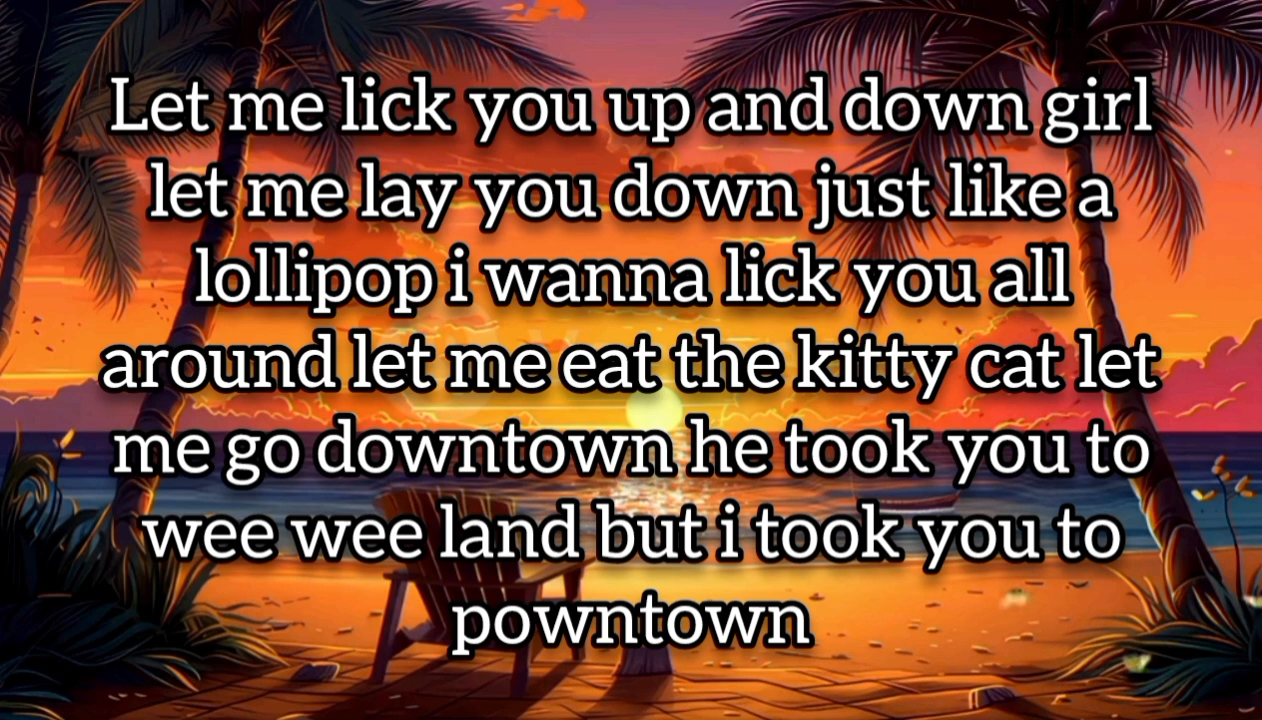 Let me lick you up and down girl
let me lay you down just like a
lollipop i wanna lick you all
around let me eat the kitty cat let
me go downtown he took you to
wee wee land but i took you to
powntown